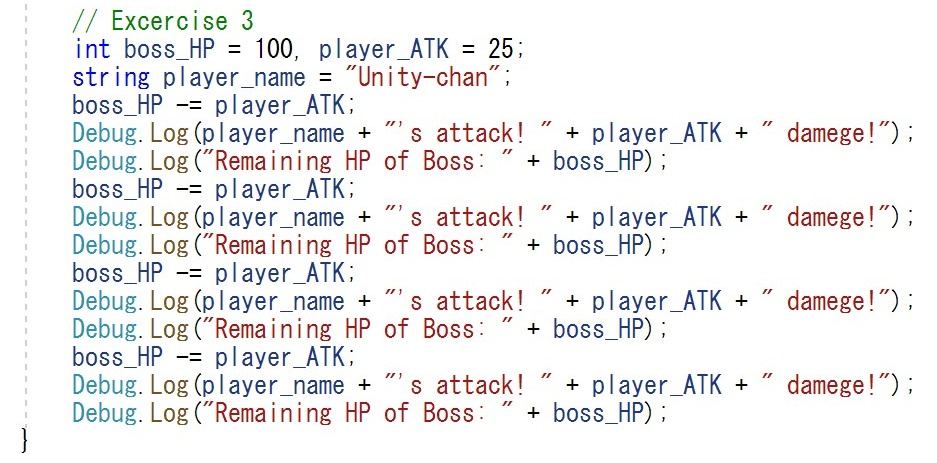 // Excercise 3
int boss_HP = 100, player_ATK = 25;
string player_name = "Unity-chan";
boss_HP -= player_ATK;
Debug.Log(player_name + "'s attack! " + player_ATK + " damege!");
Debug.Log("Remaining HP of Boss: " + boss_HP);
boss_HP -= player_ATK;
Debug.Log(player_name + "'s attack! " + player_ATK + " damege!");
Debug.Log("Remaining HP of Boss: " + boss_HP);
boss_HP -= player_ATK;
Debug.Log(player_name + "'s attack! " + player_ATK + " damege!");
Debug.Log("Remaining HP of Boss: " + boss_HP);
boss_HP -= player_ATK;
Debug.Log(player_name + "'s attack! " + player_ATK + " damege!");
Debug.Log("Remaining HP of Boss: " + boss_HP);
}